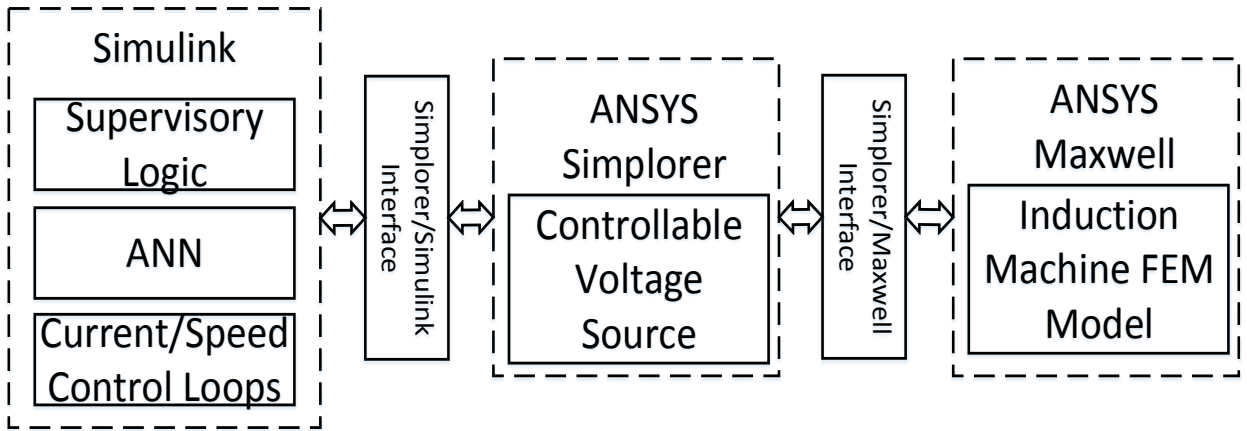 Simulink
Supervisory
Logic
ANN
Current/Speed
Control Loops
Simplorer/Simulink
Interface
ANSYS
Simplorer
Controllable
Voltage
Source
Simplorer/Maxwell
Interface
ANSYS
Maxwell
Induction
Machine FEM
Model